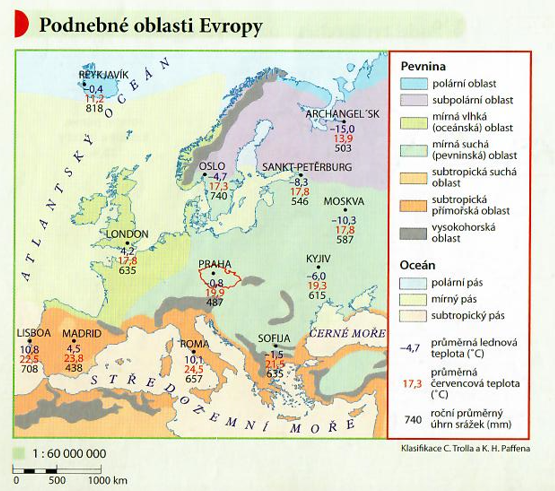 Podnebné oblasti Evropy
REYKJAVÍK
-0,4
11,2
818
ATLANTSKÝ OCEÁN
ARCHANGEL´SK
-15,0
13,9
503
OSLO
-4,7
17,3
740
SANKT-PETĚRBURG
-8,3
17,8
546
MOSKVA
-10,3
17,8
587
LONDON
4,2
17,8
635
PRAHA
-0,8
19,9
487
KYJIV
-6,0
19,3
615
LISBOA
10,8
22,5
708
MADRID
4,5
23,8
438
ROMA
10,1
24,5
657
SOFIJA
-1,5
21,5
635
ČERNÉ MOŘE
STŘEDOZEMNÍ MOŘE
Pevnina
polární oblast
subpolární oblast
mírná vlhká
(oceánská) oblast
mírná suchá
(pevninská) oblast
subtropická suchá
oblast
subtropická
přímořská oblast
vysokohorská
oblast
Oceán
polární pás
mírný pás
subtropický pás
-4,7 průměrná lednová
teplota (˚C)
17,3 průměrná
červencová teplota
(˚C)
740 roční průměrný
úhrn srážek (mm)
Klasifikace C. Trolla a K. H. Paffena
1 : 60 000 000
0 500 1000 km